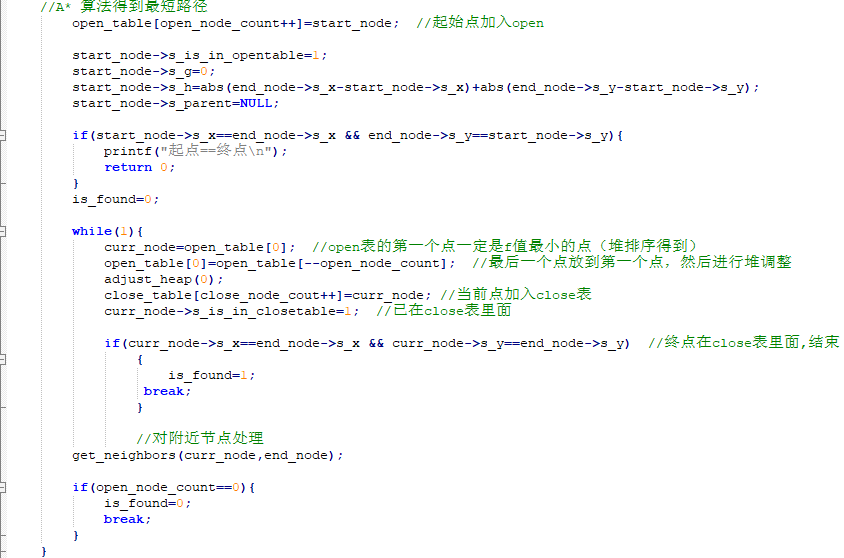 //A* 算法得到最短路径
open_table[open_node_count++]=start_node;  //起始点加入open
start_node->s_is_in_opentable=1;
start_node->s_g=0;
start_node->s_h=abs(end_node->s_x-start_node->s_x)+abs(end_node->s_y-start_node->s_y);
start_node->s_parent=NULL;
if(start_node->s_x==end_node->s_x && end_node->s_y==start_node->s_y){
printf("起点==终点\n");
return 0;
}
is_found=0;
while(1){
curr_node=open_table[0];  //open表的第一个点一定是f值最小的点（堆排序得到）
open_table[0]=open_table[--open_node_count];  //最后一个点放到第一个点，然后进行堆调整
adjust_heap(0);
close_table[close_node_cout++]=curr_node; //当前点加入close表
curr_node->s_is_in_closetable=1;  //已在close表里面
if(curr_node->s_x==end_node->s_x && curr_node->s_y==end_node->s_y)  //终点在close表里面,结束
{
is_found=1;
break;
}
//对附近节点处理
get_neighbors(curr_node,end_node);
if(open_node_count==0){
is_found=0;
break;
}
}